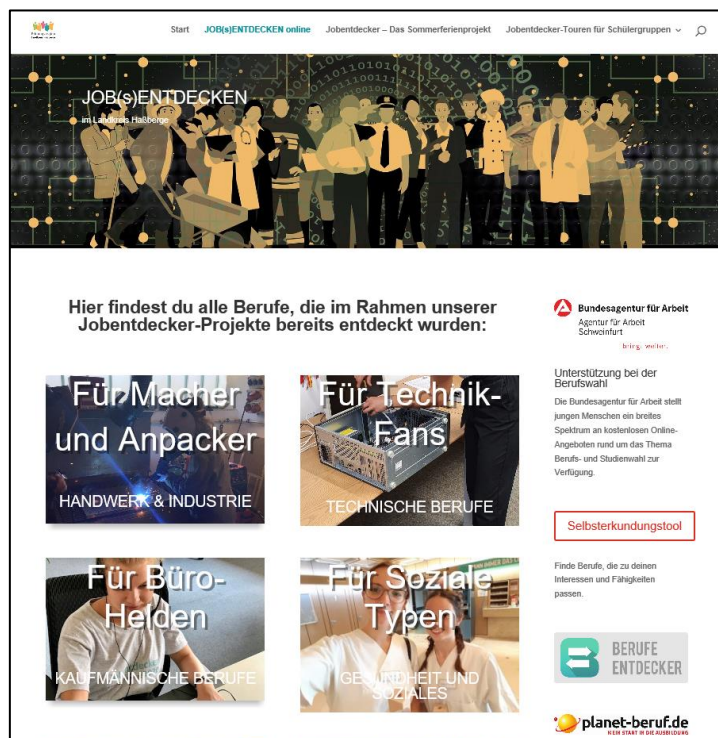 Start JOB(s)ENTDECKEN online Jobentdecker – Das Sommerferienprojekt Jobentdecker-Touren für Schülergruppen
JOB(s)ENTDECKEN
im Landkreis Haßberge
Hier findest du alle Berufe, die im Rahmen unserer
Jobentdecker-Projekte bereits entdeckt wurden:
Für Macher
und Anpacker
HANDWERK & INDUSTRIE
Für Technik-
Fans
TECHNISCHE BERUFE
Für Büro-
Helden
KAUFMÄNNISCHE BERUFE
Für Soziale
Typen
GESUNDHEIT UND
SOZIALES
Bundesagentur für Arbeit
Agentur für Arbeit
Schweinfurt
bringt weiter.
Unterstützung bei der
Berufswahl
Die Bundesagentur für Arbeit stellt
jungen Menschen ein breites
Spektrum an kostenlosen Online-
Angeboten rund um das Thema
Berufs- und Studienwahl zur
Verfügung.
Selbsterkundungstool
Finde Berufe, die zu deinen
Interessen und Fähigkeiten
passen.
BERUFE
ENTDECKER
planet-beruf.de
MEIN START IN DIE AUSBILDUNG